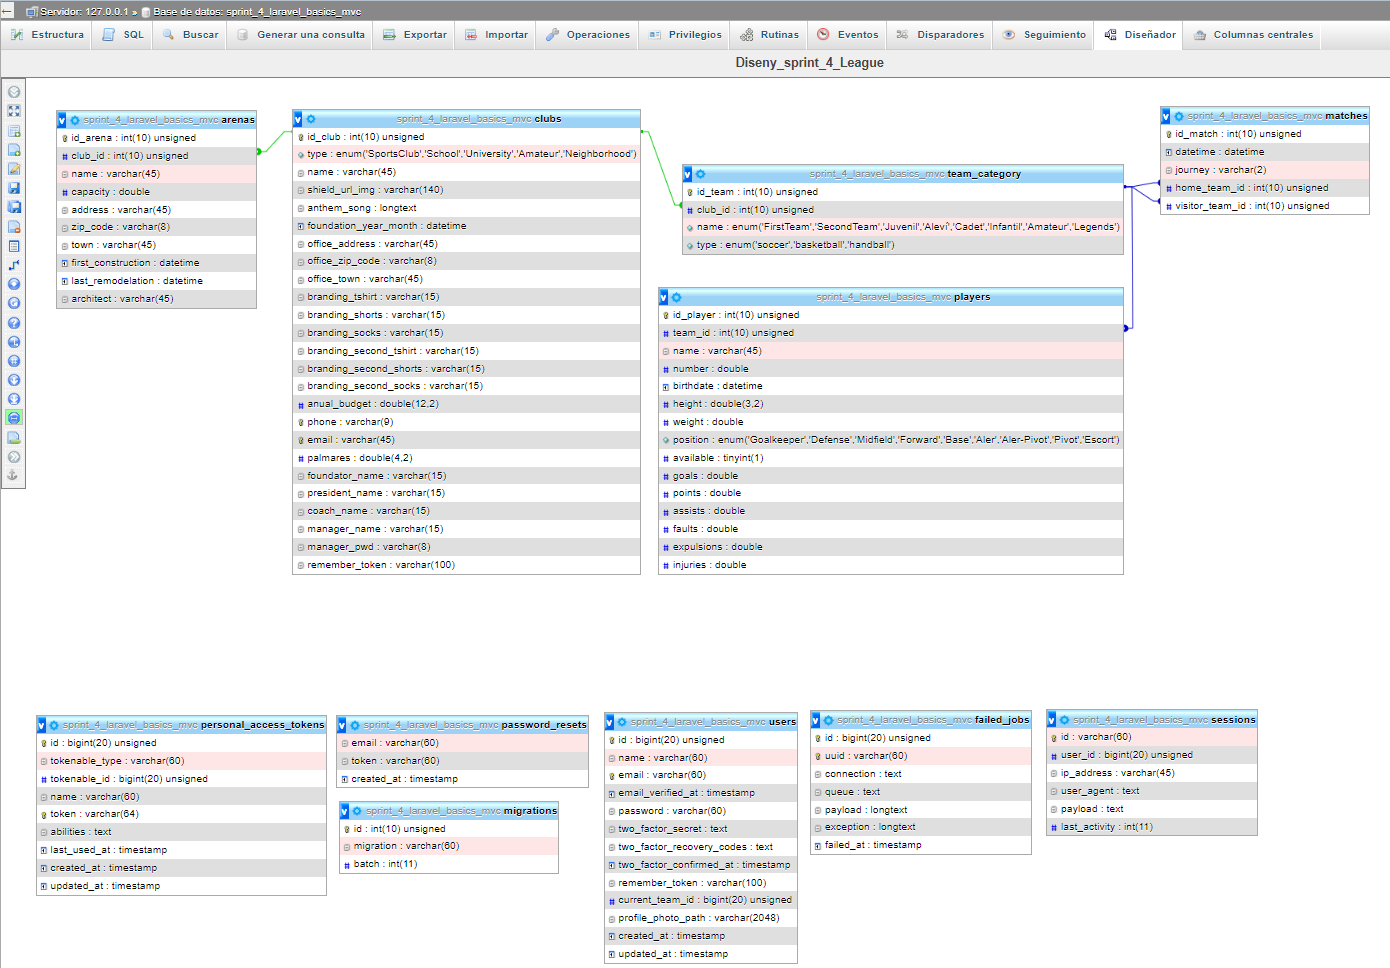 Servidor: 127.0.0.1 » Base de datos: sprint_4_laravel_basics_mvc
Estructura SQL Buscar Generar una consulta Exportar Importar Operaciones Privilegios Rutinas Eventos Disparadores Seguimiento Diseñador Columnas centrales
Diseny_sprint_4_League
sprint_4_laravel_basics_mvc arenas
id_arena : int(10) unsigned
club_id : int(10) unsigned
name : varchar(45)
capacity : double
address : varchar(45)
zip_code : varchar(8)
town : varchar(45)
first_construction : datetime
last_remodelation : datetime
architect : varchar(45)
sprint_4_laravel_basics_mvc clubs
id_club : int(10) unsigned
type : enum('SportsClub','School','University','Amateur','Neighborhood')
name : varchar(45)
shield_url_img : varchar(140)
anthem_song : longtext
foundation_year_month : datetime
office_address : varchar(45)
office_zip_code : varchar(8)
office_town : varchar(45)
branding_tshirt : varchar(15)
branding_shorts : varchar(15)
branding_socks : varchar(15)
branding_second_tshirt : varchar(15)
branding_second_shorts : varchar(15)
branding_second_socks : varchar(15)
anual_budget : double(12,2)
phone : varchar(9)
email : varchar(45)
palmares : double(4,2)
foundator_name : varchar(15)
president_name : varchar(15)
coach_name : varchar(15)
manager_name : varchar(15)
manager_pwd : varchar(8)
remember_token : varchar(100)
sprint_4_laravel_basics_mvc team_category
id_team : int(10) unsigned
club_id : int(10) unsigned
name : enum('FirstTeam','SecondTeam','Juvenil','Aleví','Cadet','Infantil','Amateur','Legends')
type : enum('soccer','basketball','handball')
sprint_4_laravel_basics_mvc matches
id_match : int(10) unsigned
datetime : datetime
journey : varchar(2)
home_team_id : int(10) unsigned
visitor_team_id : int(10) unsigned
sprint_4_laravel_basics_mvc players
id_player : int(10) unsigned
team_id : int(10) unsigned
name : varchar(45)
number : double
birthdate : datetime
height : double(3,2)
weight : double
position : enum('Goalkeeper','Defense','Midfield','Forward','Base','Aler','Aler-Pivot','Pivot','Escort')
available : tinyint(1)
goals : double
points : double
assists : double
faults : double
expulsions : double
injuries : double
sprint_4_laravel_basics_mvc personal_access_tokens
id : bigint(20) unsigned
tokenable_type : varchar(60)
tokenable_id : bigint(20) unsigned
name : varchar(60)
token : varchar(64)
abilities : text
last_used_at : timestamp
created_at : timestamp
updated_at : timestamp
sprint_4_laravel_basics_mvc password_resets
email : varchar(60)
token : varchar(60)
created_at : timestamp
sprint_4_laravel_basics_mvc migrations
id : int(10) unsigned
migration : varchar(60)
batch : int(11)
sprint_4_laravel_basics_mvc users
id : bigint(20) unsigned
name : varchar(60)
email : varchar(60)
email_verified_at : timestamp
password : varchar(60)
two_factor_secret : text
two_factor_recovery_codes : text
two_factor_confirmed_at : timestamp
remember_token : varchar(100)
current_team_id : bigint(20) unsigned
profile_photo_path : varchar(2048)
created_at : timestamp
updated_at : timestamp
sprint_4_laravel_basics_mvc failed_jobs
id : bigint(20) unsigned
uuid : varchar(60)
connection : text
queue : text
payload : longtext
exception : longtext
failed_at : timestamp
sprint_4_laravel_basics_mvc sessions
id : varchar(60)
user_id : bigint(20) unsigned
ip_address : varchar(45)
user_agent : text
payload : text
last_activity : int(11)